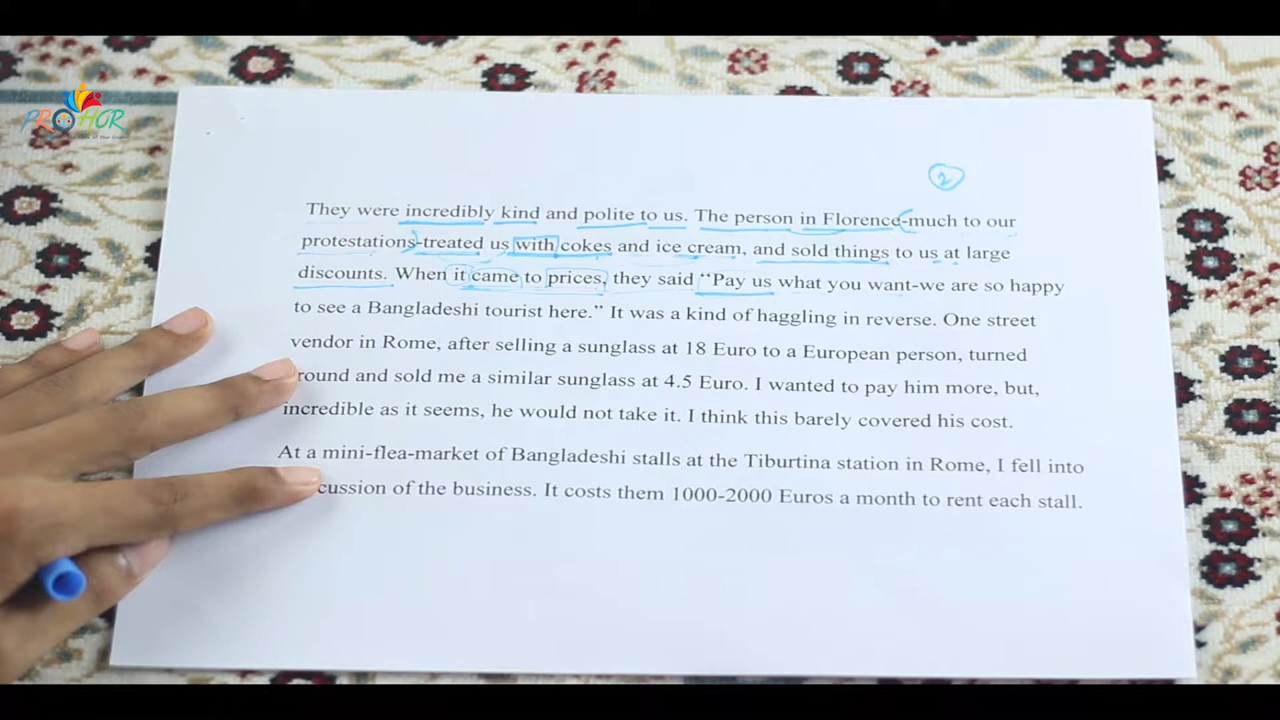 PROHOR
2
They were incredibly kind and polite to us. The person in Florence-much to our
protestations-treated us with cokes and ice cream, and sold things to us at large
discounts. When it came to prices, they said “Pay us what you want-we are so happy
to see a Bangladeshi tourist here.” It was a kind of haggling in reverse. One street
vendor in Rome, after selling a sunglass at 18 Euro to a European person, turned
round and sold me a similar sunglass at 4.5 Euro. I wanted to pay him more, but,
incredible as it seems, he would not take it. I think this barely covered his cost.
At a mini-flea-market of Bangladeshi stalls at the Tiburtina station in Rome, I fell into
cussion of the business. It costs them 1000-2000 Euros a month to rent each stall.